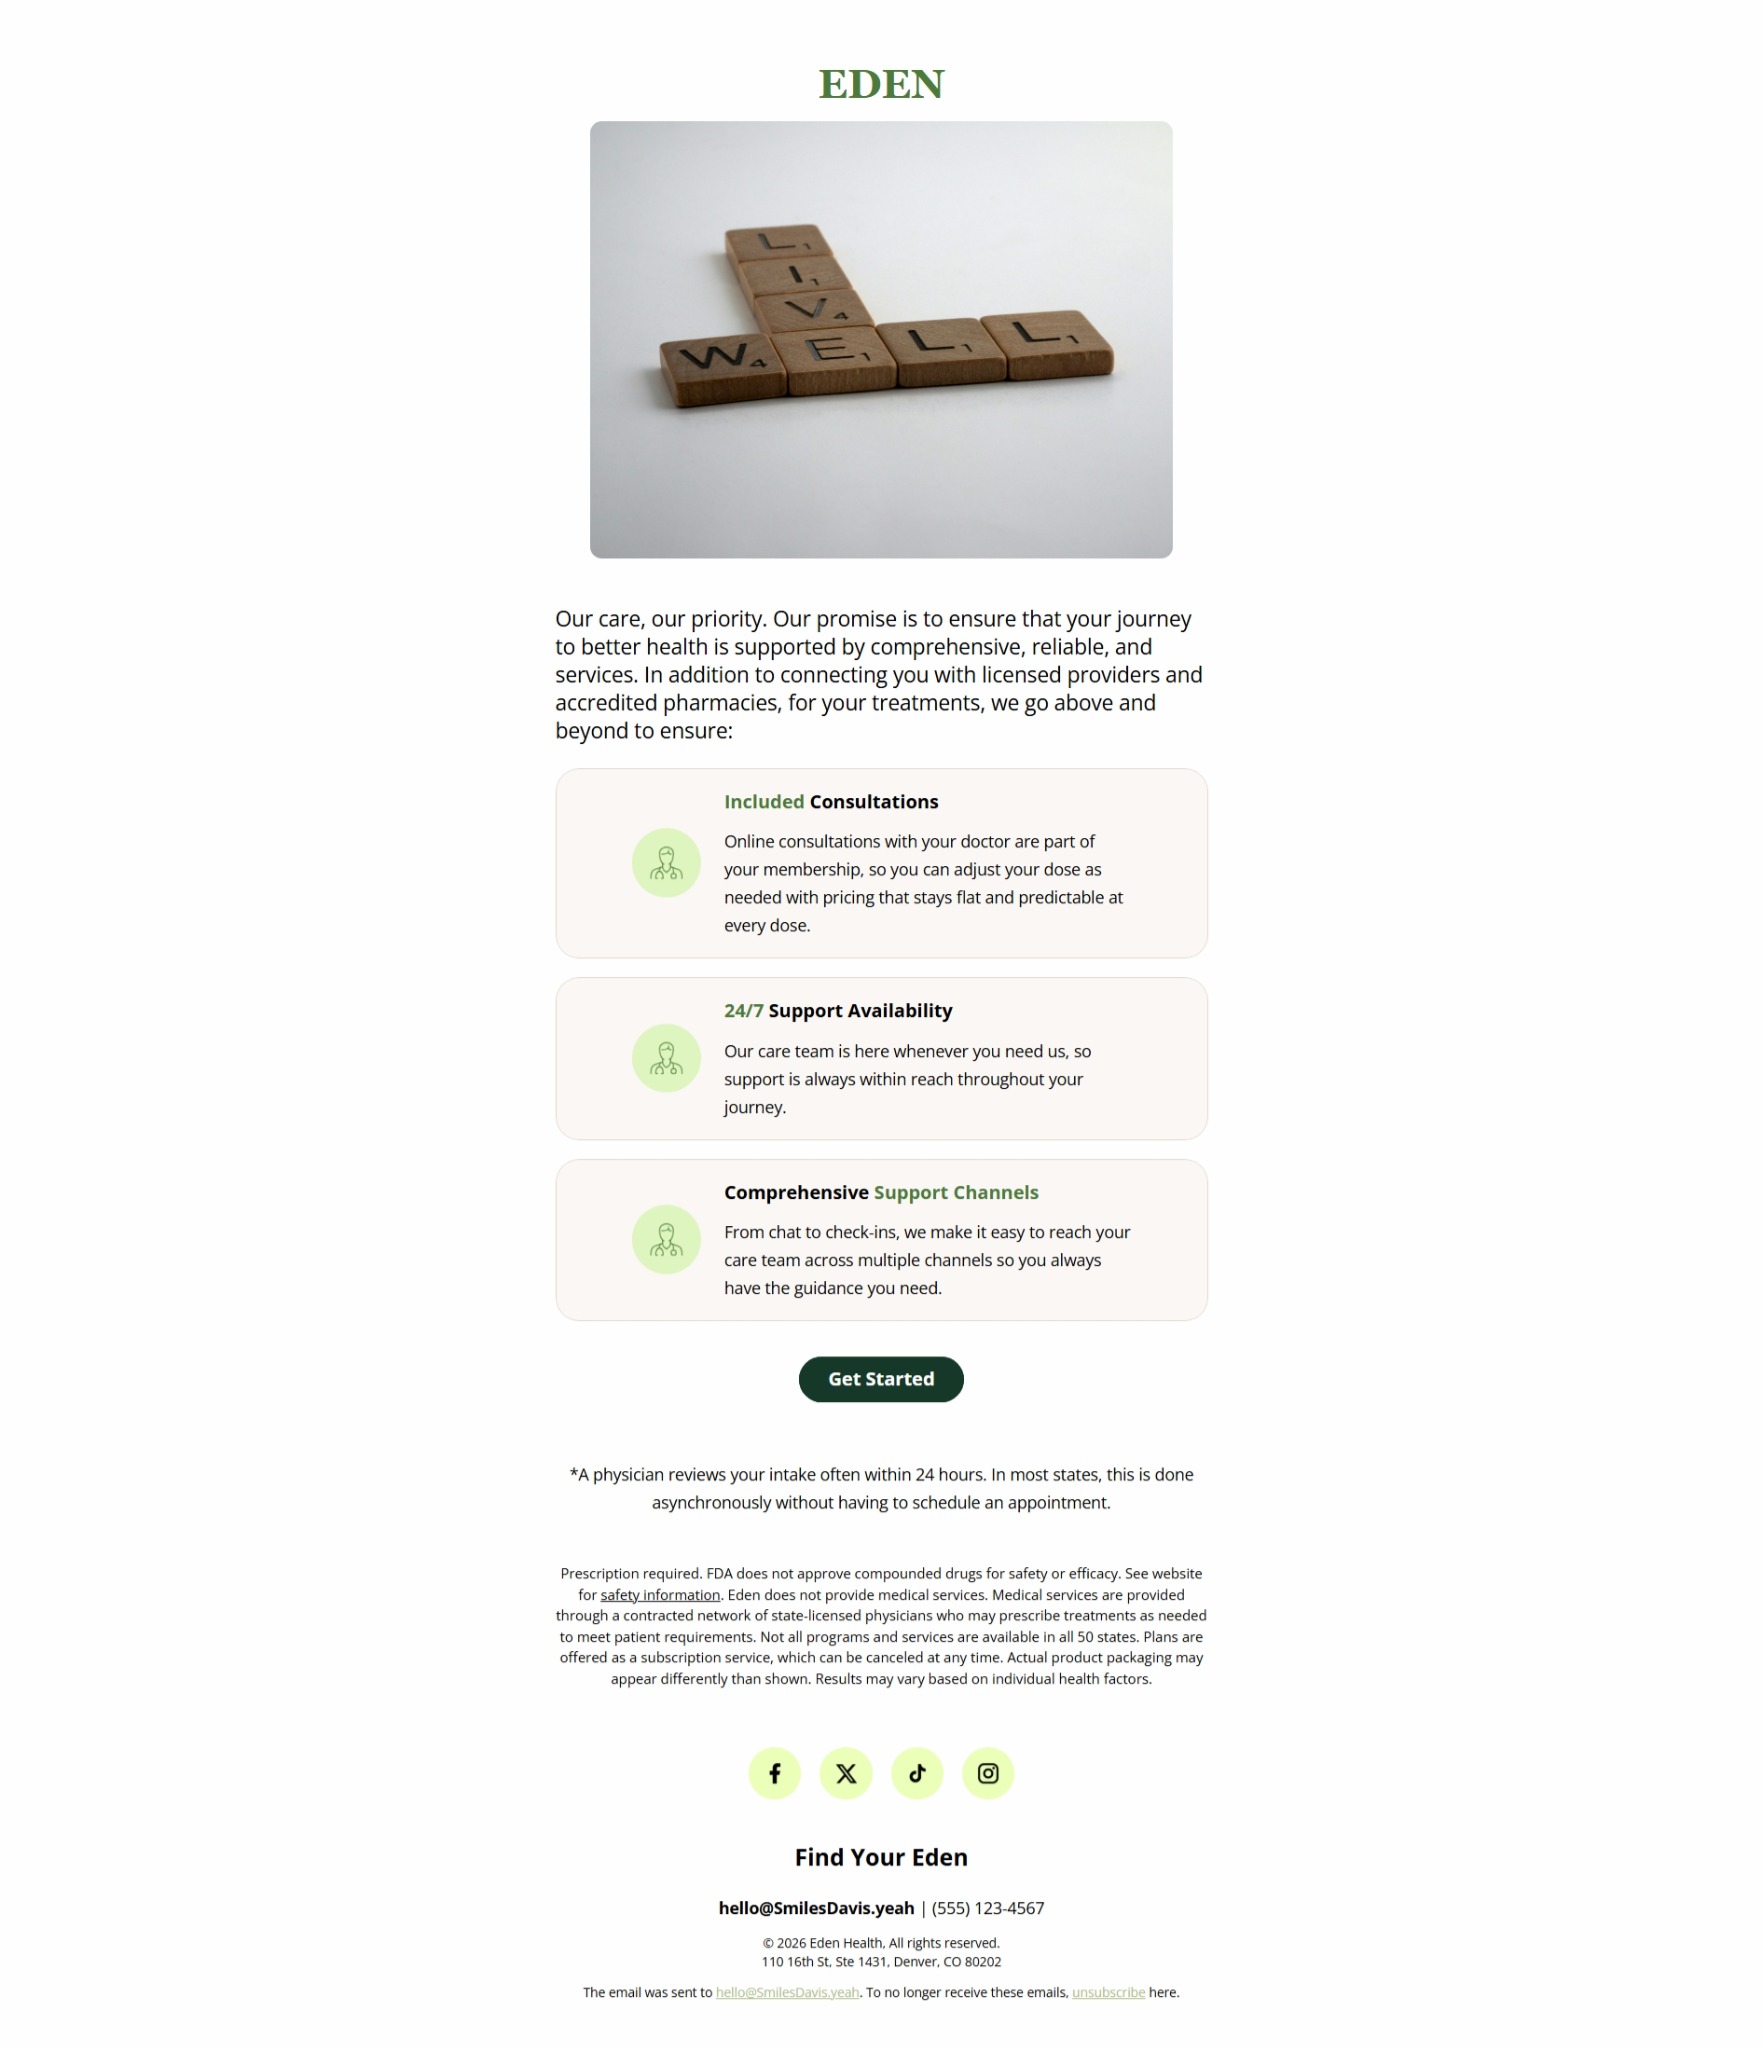 EDEN
L1
I1
V4
W4 E1 L1 L1
Our care, our priority. Our promise is to ensure that your journey
to better health is supported by comprehensive, reliable, and
services. In addition to connecting you with licensed providers and
accredited pharmacies, for your treatments, we go above and
beyond to ensure:
Included Consultations
Online consultations with your doctor are part of
your membership, so you can adjust your dose as
needed with pricing that stays flat and predictable at
every dose.
24/7 Support Availability
Our care team is here whenever you need us, so
support is always within reach throughout your
journey.
Comprehensive Support Channels
From chat to check-ins, we make it easy to reach your
care team across multiple channels so you always
have the guidance you need.
Get Started
*A physician reviews your intake often within 24 hours. In most states, this is done
asynchronously without having to schedule an appointment.
Prescription required. FDA does not approve compounded drugs for safety or efficacy. See website
for safety information. Eden does not provide medical services. Medical services are provided
through a contracted network of state-licensed physicians who may prescribe treatments as needed
to meet patient requirements. Not all programs and services are available in all 50 states. Plans are
offered as a subscription service, which can be canceled at any time. Actual product packaging may
appear differently than shown. Results may vary based on individual health factors.
Find Your Eden
hello@SmilesDavis.yeah | (555) 123-4567
© 2026 Eden Health, All rights reserved.
110 16th St, Ste 1431, Denver, CO 80202
The email was sent to hello@SmilesDavis.yeah. To no longer receive these emails, unsubscribe here.